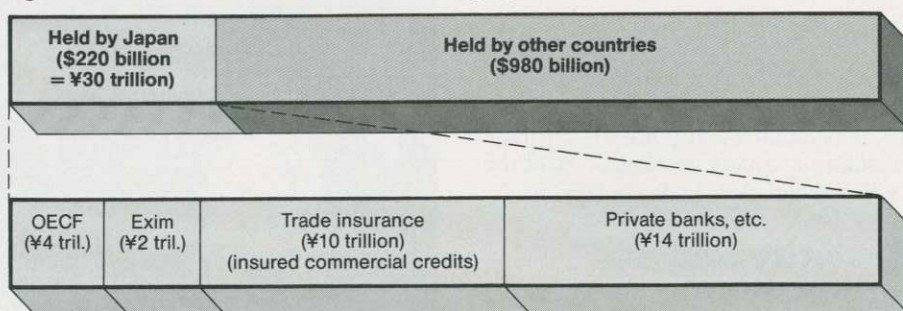 Held by Japan
($220 billion
= ¥30 trillion)
Held by other countries
($980 billion)
OECF
(¥4 tril.)
Exim
(¥2 tril.)
Trade insurance
(¥10 trillion)
(insured commercial credits)
Private banks, etc.
(¥14 trillion)